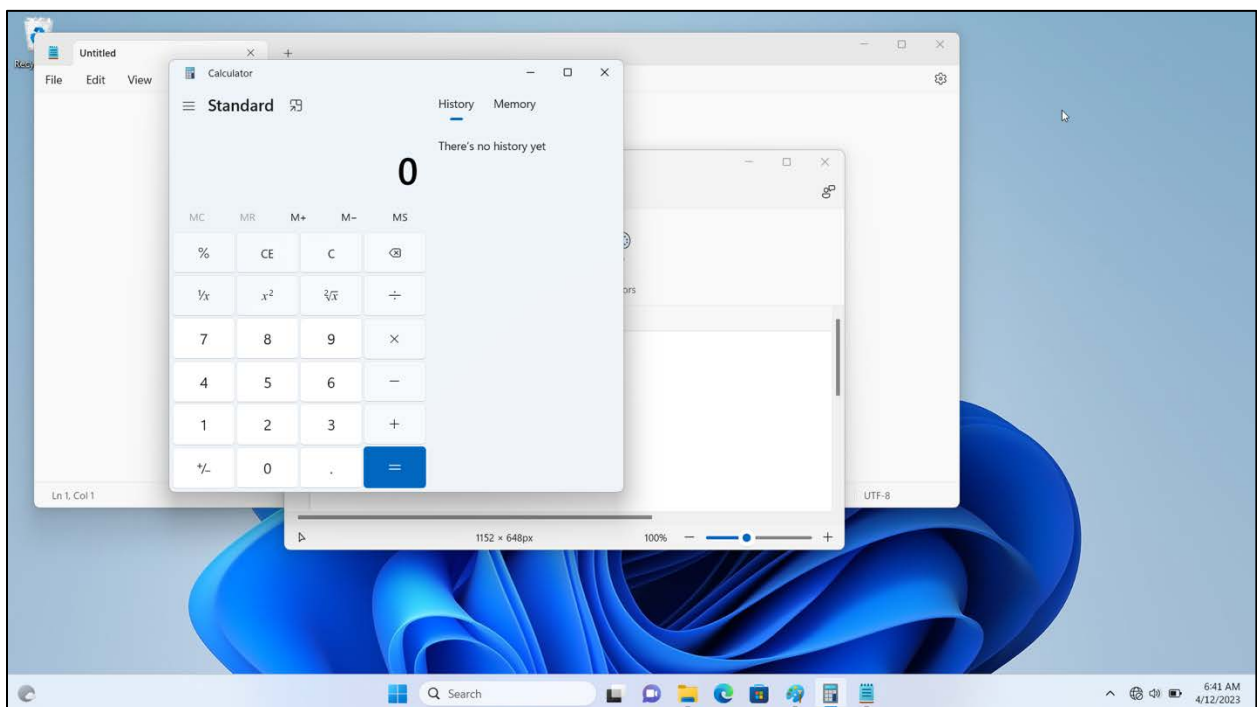 Untitled
File Edit View
Calculator
Standard
History Memory
There's no history yet
0
MC MR M+ M- MS
% CE C
¹/x x² ²√x ÷
7 8 9 ×
4 5 6 −
1 2 3 +
+/− 0 . =
ors
Ln 1, Col 1
UTF-8
1152 × 648px
100% − +
Search
6:41 AM
4/12/2023